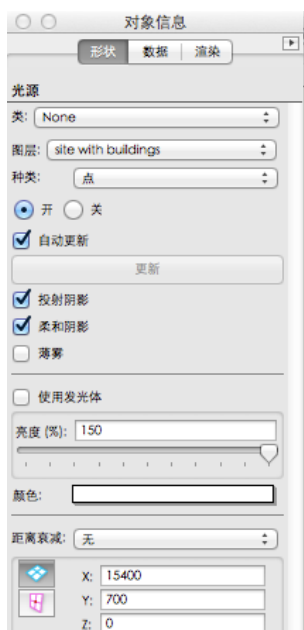 对象信息
形状 数据 渲染
光源
类: None
图层: site with buildings
种类: 点
开 关
自动更新
更新
投射阴影
柔和阴影
薄雾
使用发光体
亮度 (%): 150
颜色:
距离衰减: 无
X: 15400
Y: 700
Z: 0